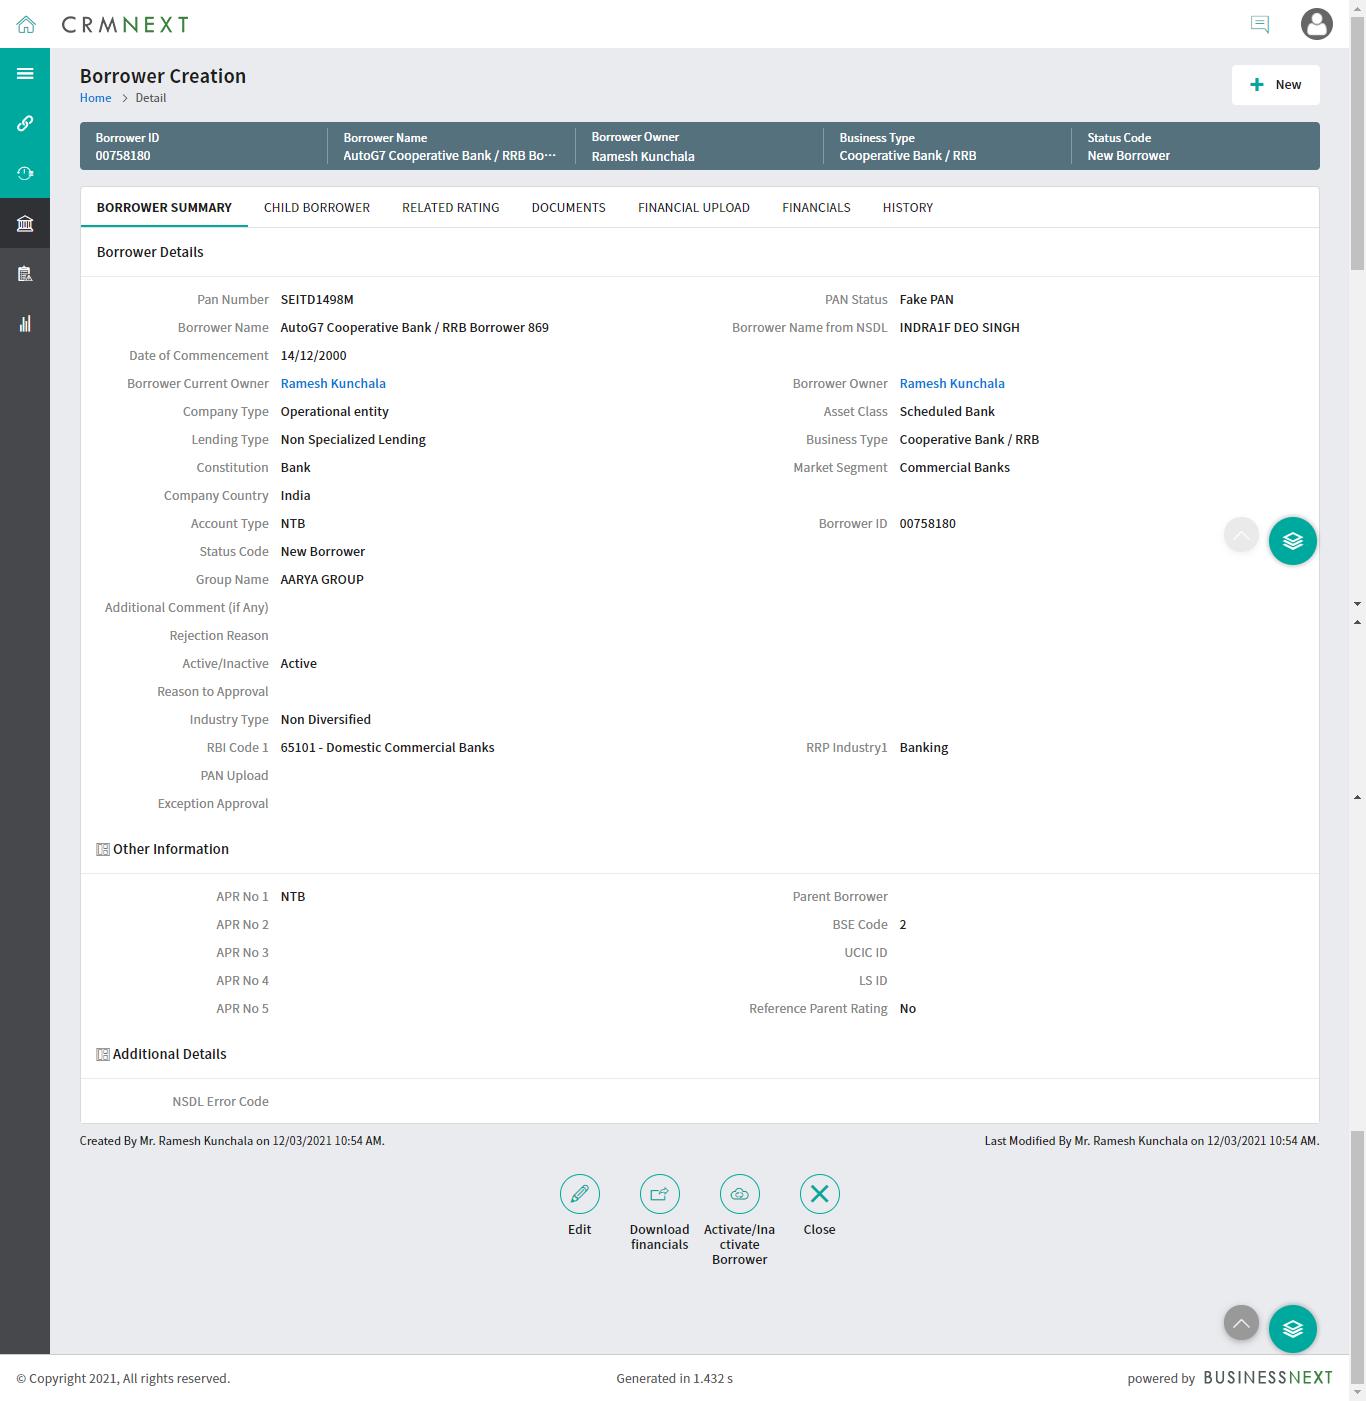 CRMNEXT
Borrower Creation
Home > Detail
New
Borrower ID
00758180
Borrower Name
AutoG7 Cooperative Bank / RRB Bo···
Borrower Owner
Ramesh Kunchala
Business Type
Cooperative Bank / RRB
Status Code
New Borrower
BORROWER SUMMARY CHILD BORROWER RELATED RATING DOCUMENTS FINANCIAL UPLOAD FINANCIALS HISTORY
Borrower Details
Pan Number SEITD1498M PAN Status Fake PAN
Borrower Name AutoG7 Cooperative Bank / RRB Borrower 869 Borrower Name from NSDL INDRA1F DEO SINGH
Date of Commencement 14/12/2000
Borrower Current Owner Ramesh Kunchala Borrower Owner Ramesh Kunchala
Company Type Operational entity Asset Class Scheduled Bank
Lending Type Non Specialized Lending Business Type Cooperative Bank / RRB
Constitution Bank Market Segment Commercial Banks
Company Country India
Account Type NTB Borrower ID 00758180
Status Code New Borrower
Group Name AARYA GROUP
Additional Comment (if Any)
Rejection Reason
Active/Inactive Active
Reason to Approval
Industry Type Non Diversified
RBI Code 1 65101 - Domestic Commercial Banks RRP Industry1 Banking
PAN Upload
Exception Approval
Other Information
APR No 1 NTB Parent Borrower
APR No 2 BSE Code 2
APR No 3 UCIC ID
APR No 4 LS ID
APR No 5 Reference Parent Rating No
Additional Details
NSDL Error Code
Created By Mr. Ramesh Kunchala on 12/03/2021 10:54 AM. Last Modified By Mr. Ramesh Kunchala on 12/03/2021 10:54 AM.
Edit
Download
financials
Activate/Ina
ctivate
Borrower
Close
© Copyright 2021, All rights reserved. Generated in 1.432 s powered by BUSINESSNEXT